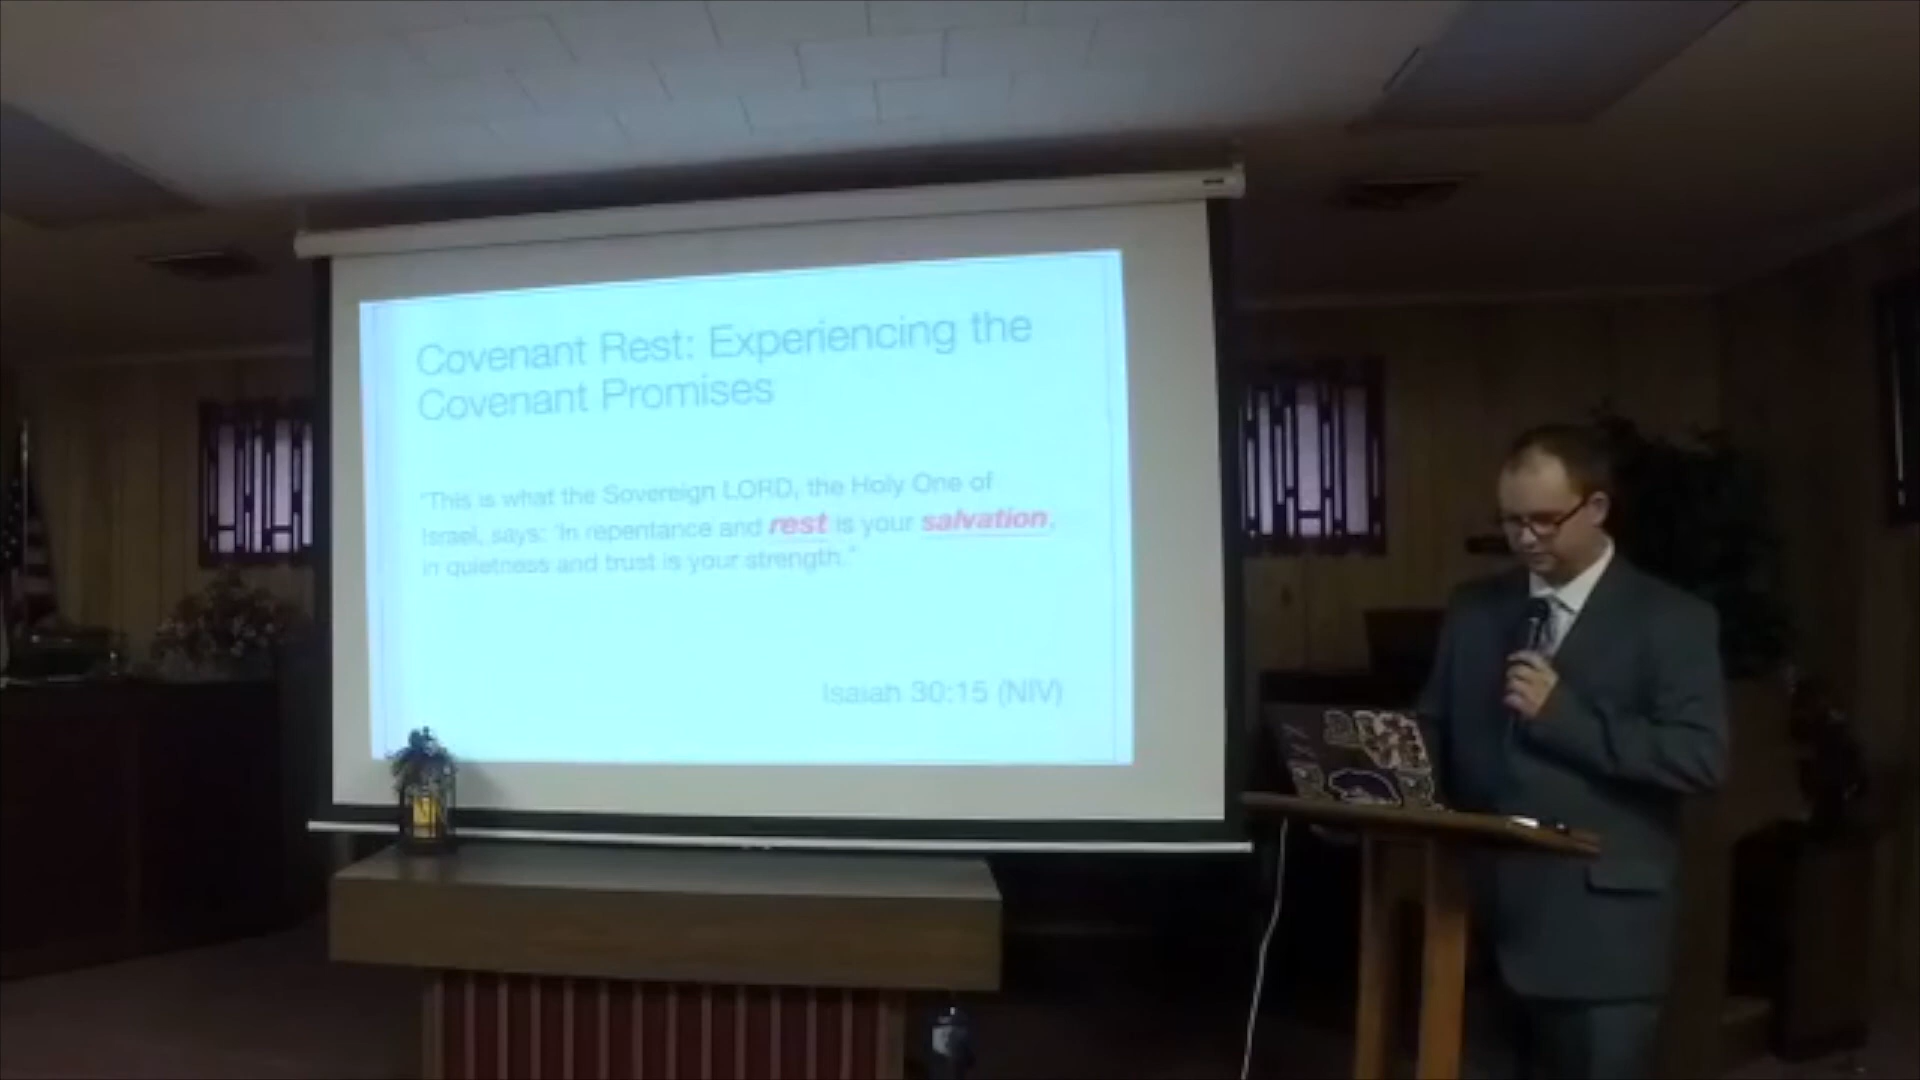 Covenant Rest: Experiencing the
Covenant Promises
"This is what the Sovereign LORD, the Holy One of
Israel, says: 'In repentance and rest is your salvation,
in quietness and trust is your strength."
Isaiah 30:15 (NIV)